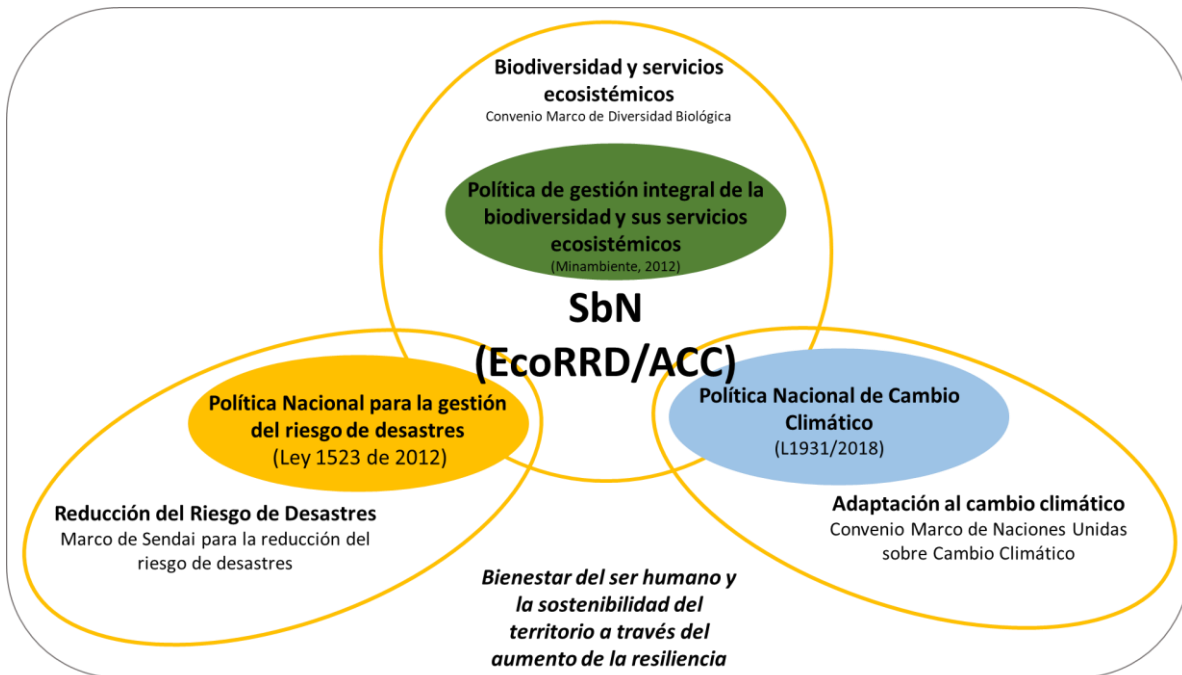 Biodiversidad y servicios
ecosistémicos
Convenio Marco de Diversidad Biológica
Política de gestión integral de la
biodiversidad y sus servicios
ecosistémicos
(Minambiente, 2012)
SbN
(EcoRRD/ACC)
Política Nacional para la gestión
del riesgo de desastres
(Ley 1523 de 2012)
Reducción del Riesgo de Desastres
Marco de Sendai para la reducción del
riesgo de desastres
Política Nacional de Cambio
Climático
(L1931/2018)
Adaptación al cambio climático
Convenio Marco de Naciones Unidas
sobre Cambio Climático
Bienestar del ser humano y
la sostenibilidad del
territorio a través del
aumento de la resiliencia